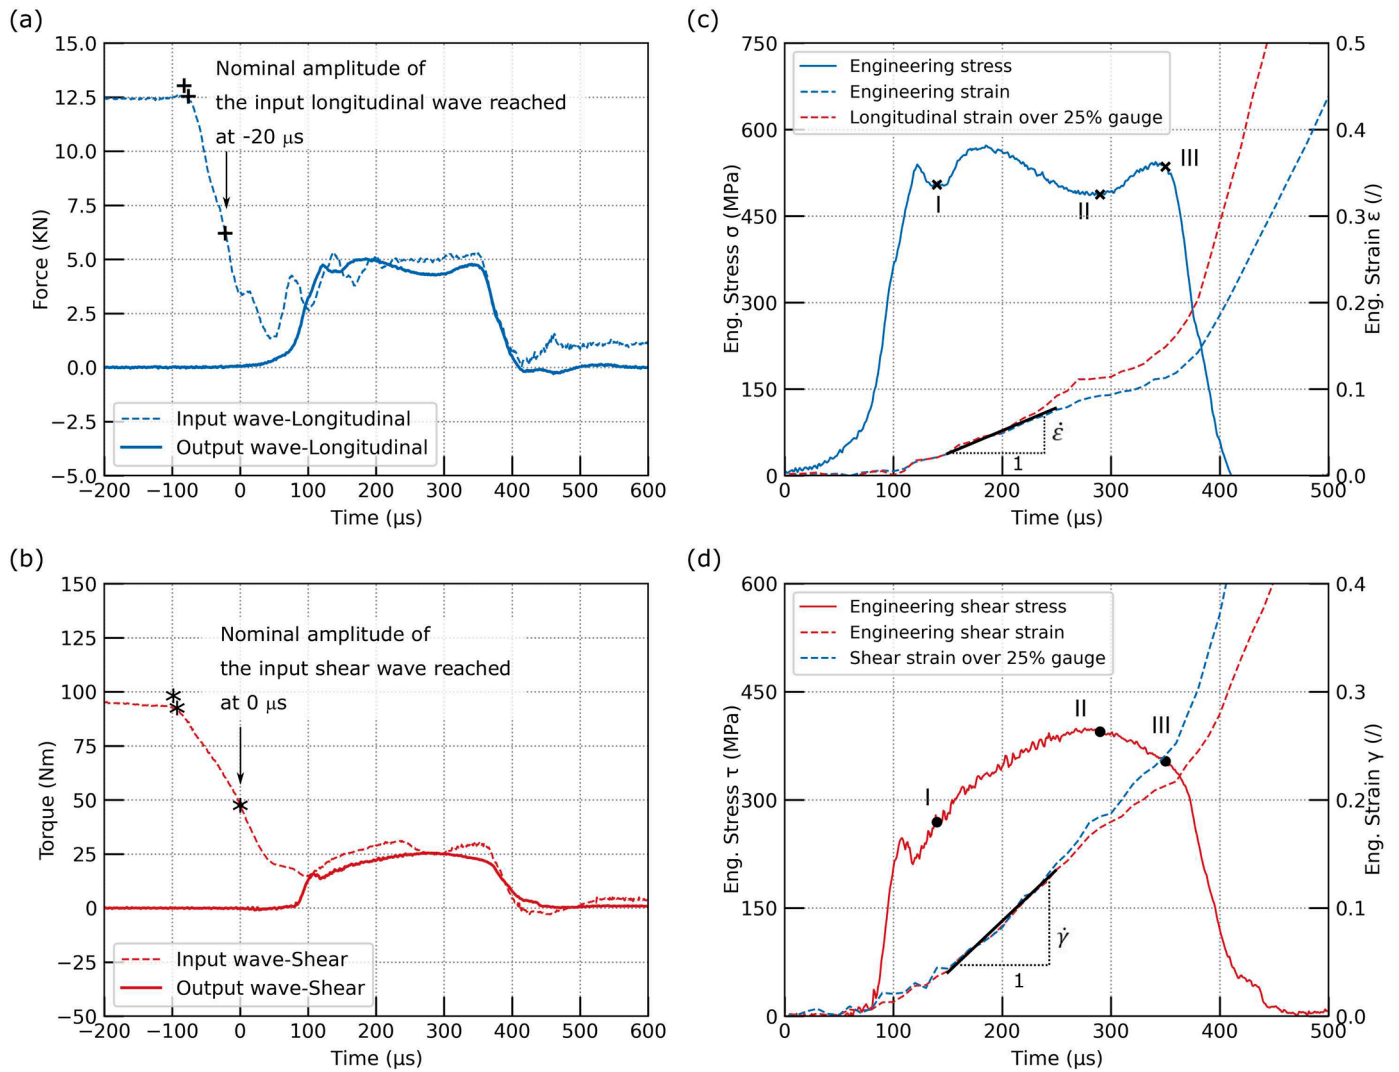 (a)
15.0
12.5
10.0
7.5
5.0
2.5
0.0
−2.5
−5.0
Force (KN)
Nominal amplitude of
the input longitudinal wave reached
at -20 μs
Input wave-Longitudinal
Output wave-Longitudinal
−200 −100 0 100 200 300 400 500 600
Time (μs)
(c)
750
600
450
300
150
0
Eng. Stress σ (MPa)
Engineering stress
Engineering strain
Longitudinal strain over 25% gauge
I
II
III
ε̇
1
0.5
0.4
0.3
0.2
0.1
0.0
Eng. Strain ε (/)
0 100 200 300 400 500
Time (μs)
(b)
150
125
100
75
50
25
0
−25
−50
Torque (Nm)
Nominal amplitude of
the input shear wave reached
at 0 μs
Input wave-Shear
Output wave-Shear
−200 −100 0 100 200 300 400 500 600
Time (μs)
(d)
600
450
300
150
0
Eng. Stress τ (MPa)
Engineering shear stress
Engineering shear strain
Shear strain over 25% gauge
I
II
III
γ̇
1
0.4
0.3
0.2
0.1
0.0
Eng. Strain γ (/)
0 100 200 300 400 500
Time (μs)